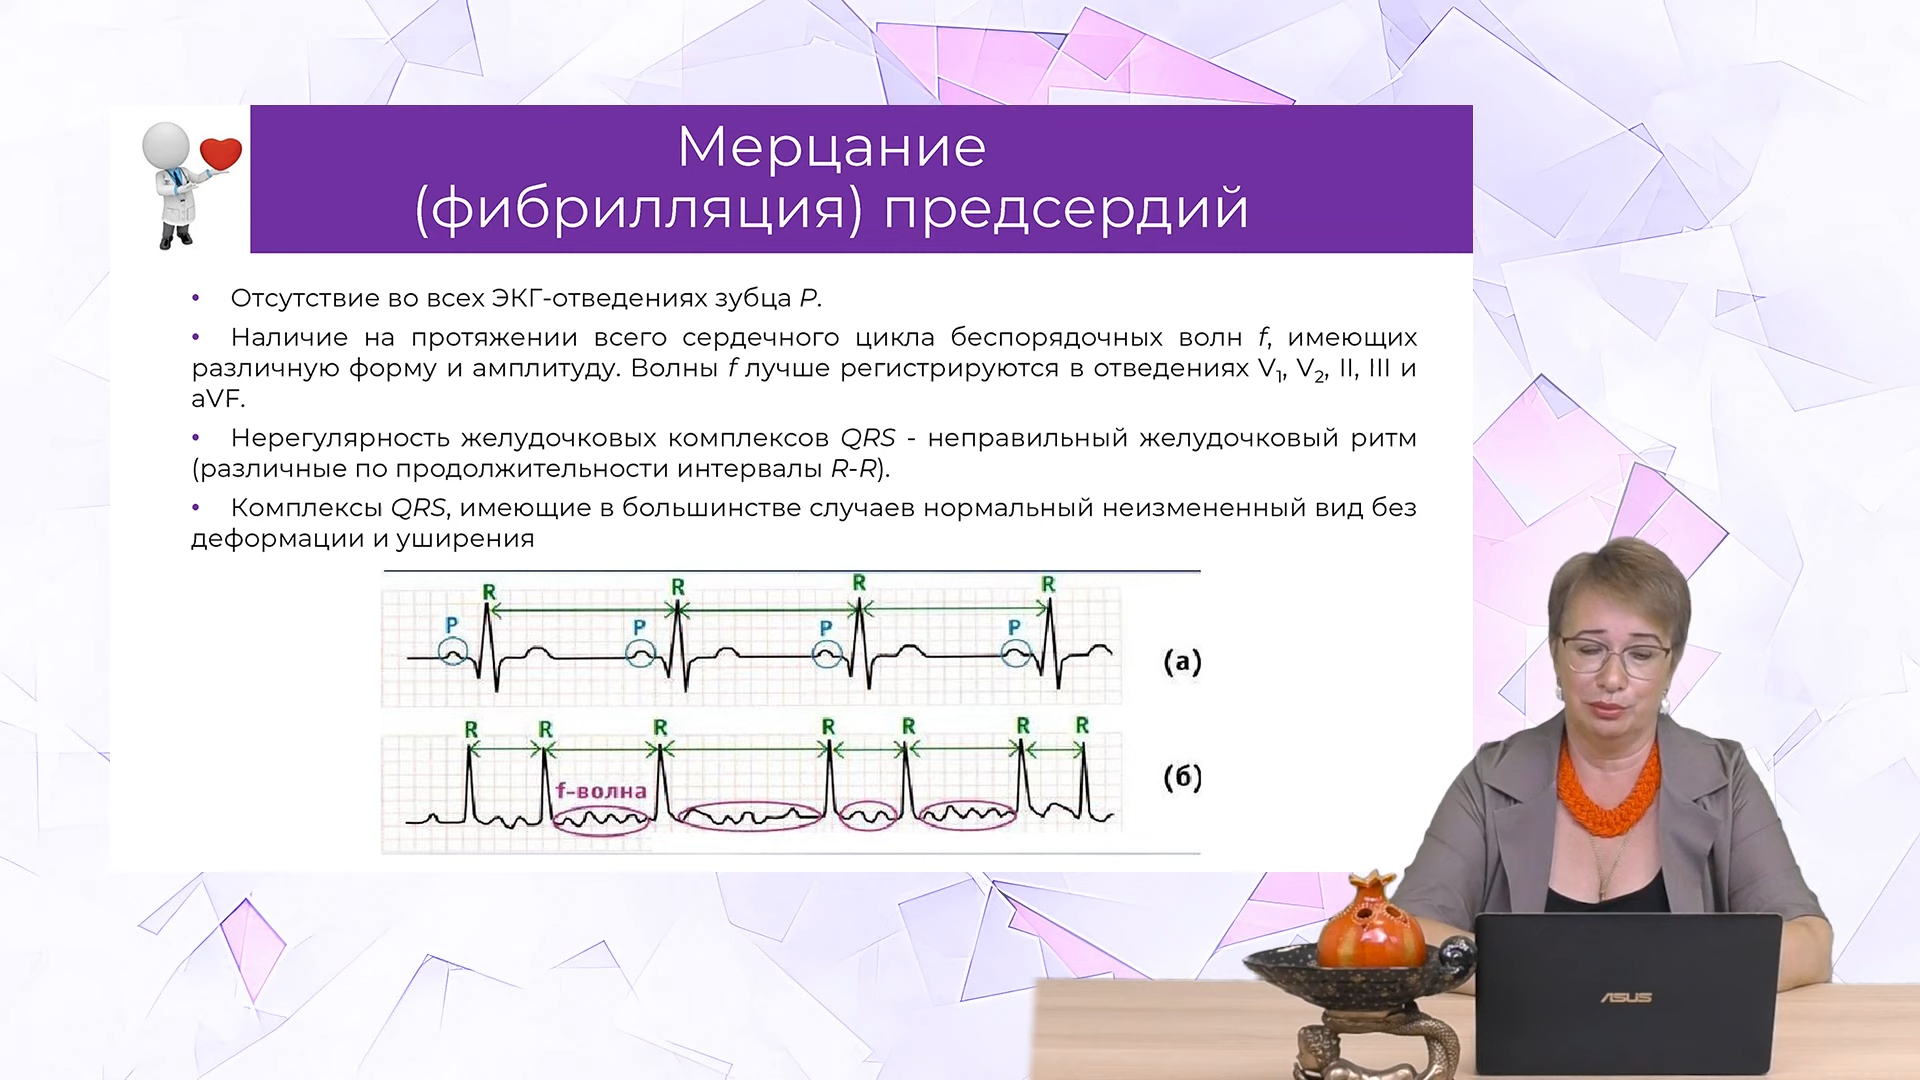 Мерцание
(фибрилляция) предсердий
• Отсутствие во всех ЭКГ-отведениях зубца P.
• Наличие на протяжении всего сердечного цикла беспорядочных волн f, имеющих
различную форму и амплитуду. Волны f лучше регистрируются в отведениях V1, V2, II, III и
aVF.
• Нерегулярность желудочковых комплексов QRS - неправильный желудочковый ритм
(различные по продолжительности интервалы R-R).
• Комплексы QRS, имеющие в большинстве случаев нормальный неизмененный вид без
деформации и уширения
R R R R
P P P P
(а)
R R R R R R R
f-волна
(б)
ASUS